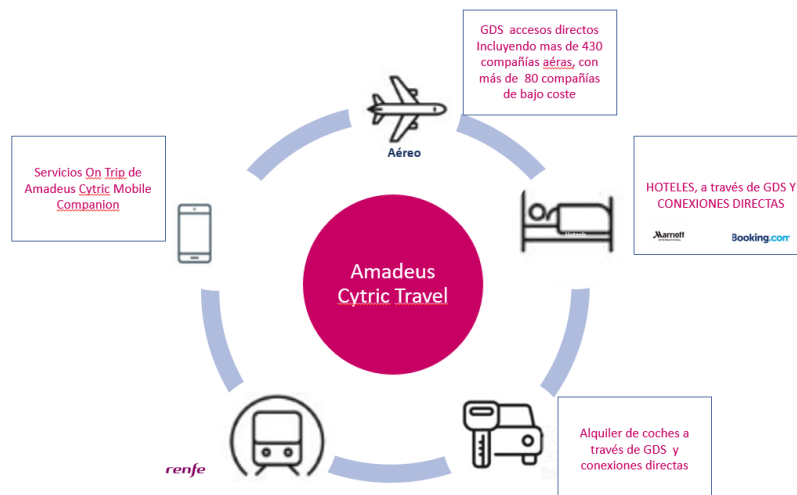 GDS accesos directos
Incluyendo mas de 430
compañías aéras, con
más de 80 compañías
de bajo coste
Aéreo
Servicios On Trip de
Amadeus Cytric Mobile
Companion
HOTELES, a través de GDS Y
CONEXIONES DIRECTAS
Marriott
INTERNATIONAL
Booking.com
Amadeus
Cytric Travel
renfe
Alquiler de coches a
través de GDS y
conexiones directas